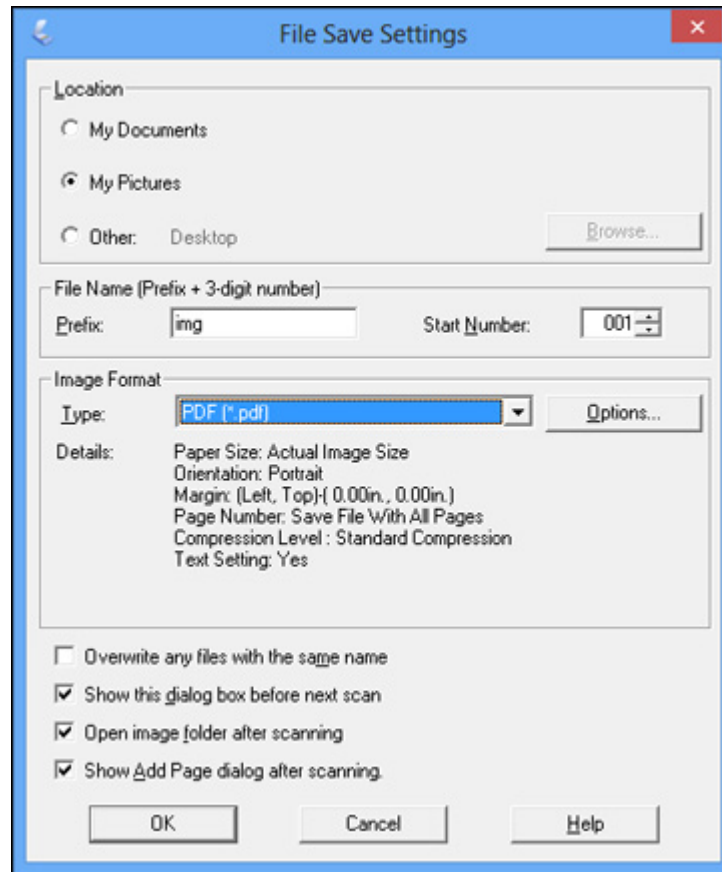 File Save Settings
Location
My Documents
My Pictures
Other: Desktop Browse...
File Name (Prefix + 3-digit number)
Prefix: img Start Number: 001
Image Format
Type: PDF (*.pdf) Options...
Details: Paper Size: Actual Image Size
Orientation: Portrait
Margin: (Left, Top)-( 0.00in., 0.00in.)
Page Number: Save File With All Pages
Compression Level : Standard Compression
Text Setting: Yes
Overwrite any files with the same name
Show this dialog box before next scan
Open image folder after scanning
Show Add Page dialog after scanning.
OK Cancel Help